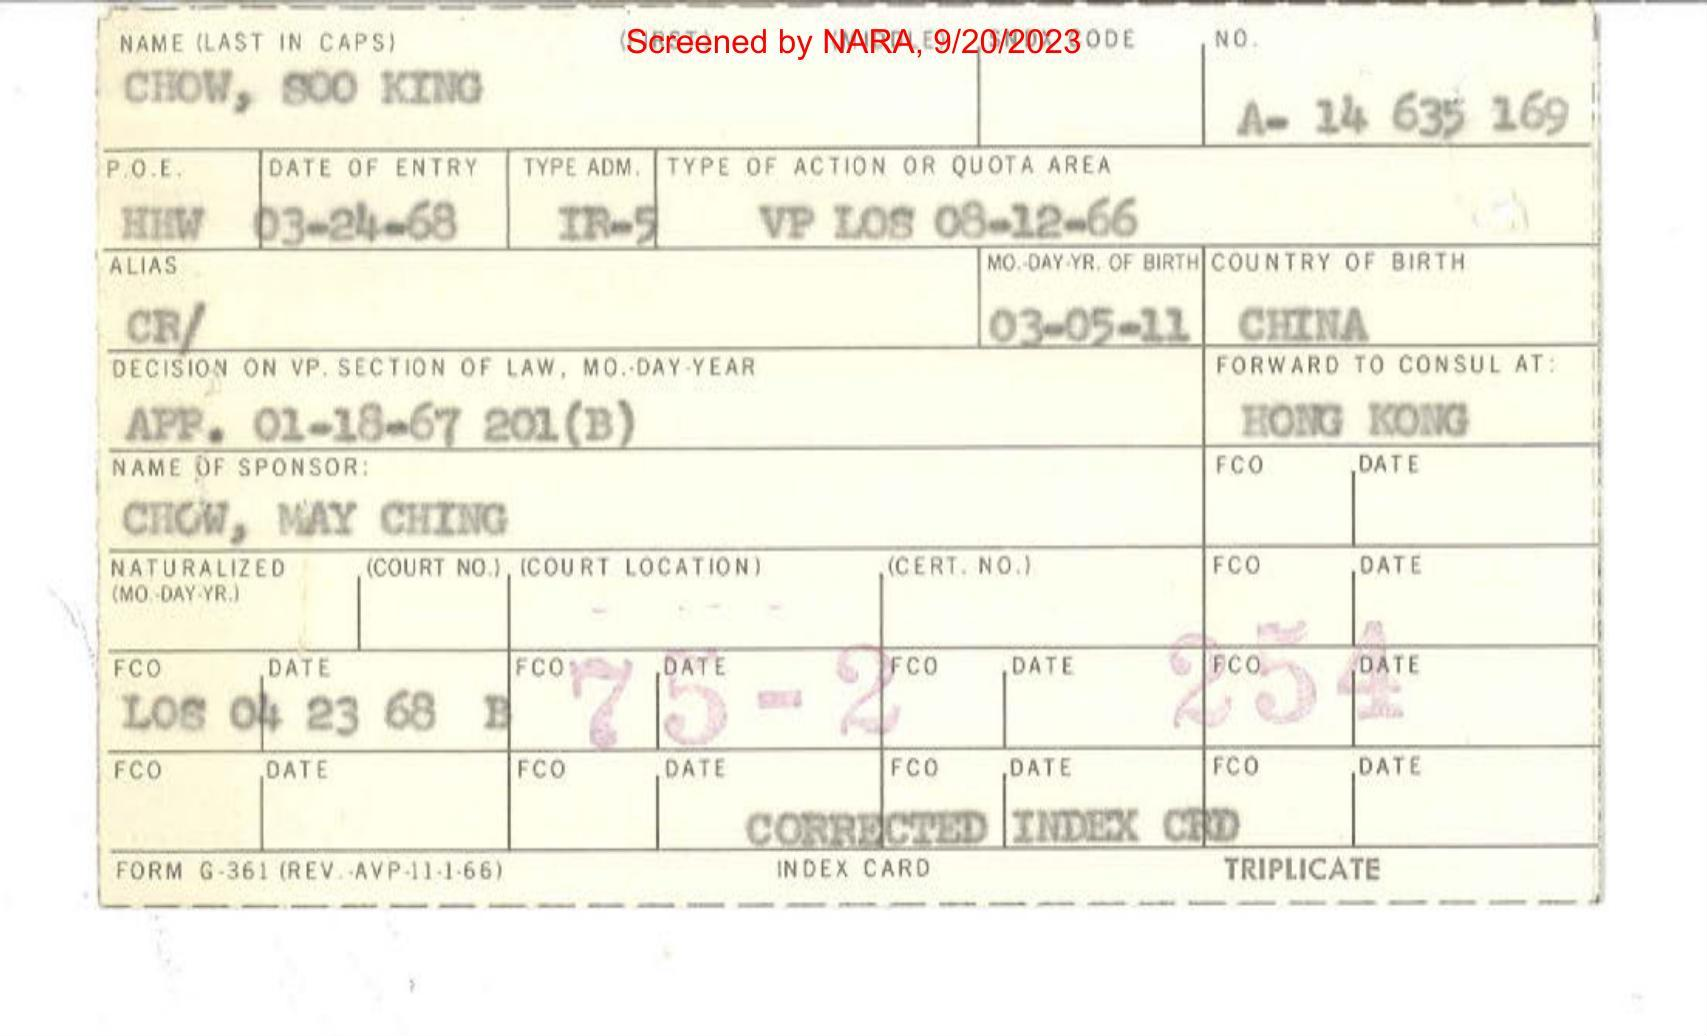 Screened by NARA, 9/20/2023
NAME (LAST IN CAPS) CODE NO.
CHOW, SOO KING A- 14 635 169
P.O.E. DATE OF ENTRY TYPE ADM. TYPE OF ACTION OR QUOTA AREA
HHW 03-24-68 IR-5 VP LOS 08-12-66
ALIAS MO.-DAY-YR. OF BIRTH COUNTRY OF BIRTH
CR/ 03-05-11 CHINA
DECISION ON VP. SECTION OF LAW, MO.-DAY-YEAR FORWARD TO CONSUL AT:
APP. 01-18-67 201(B) HONG KONG
NAME OF SPONSOR: FCO DATE
CHOW, MAY CHING
NATURALIZED (COURT NO.) (COURT LOCATION) (CERT. NO.) FCO DATE
(MO.-DAY-YR.)
FCO DATE FCO DATE FCO DATE FCO DATE
LOS 04 23 68 B 75-2 254
FCO DATE FCO DATE FCO DATE FCO DATE
CORRECTED INDEX CRD
FORM G-361 (REV. -AVP-11-1-66) INDEX CARD TRIPLICATE